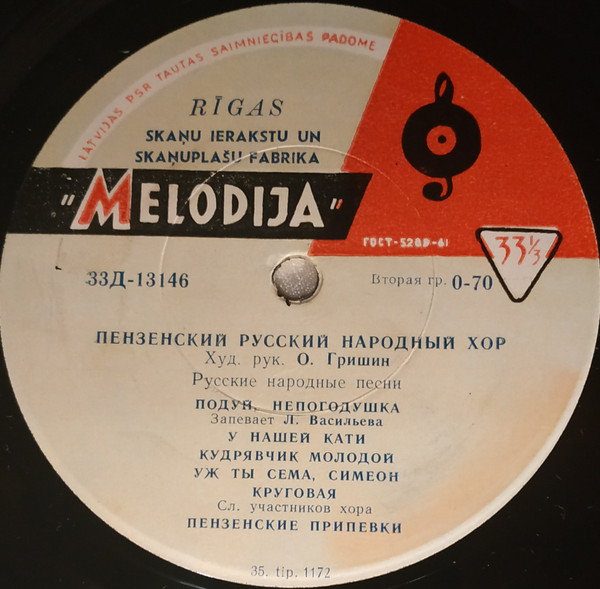 LATVIJAS PSR TAUTAS SAIMNIECĪBAS PADOME
RĪGAS
SKAŅU IERAKSTU UN
SKAŅUPLAŠU FABRIKA
"MELODIJA"
ГОСТ-5289-61
33⅓
33Д-13146
Вторая гр. 0-70
ПЕНЗЕНСКИЙ РУССКИЙ НАРОДНЫЙ ХОР
Худ. рук. О. Гришин
Русские народные песни
ПОДУЙ, НЕПОГОДУШКА
Запевает Л. Васильева
У НАШЕЙ КАТИ
КУДРЯВЧИК МОЛОДОЙ
УЖ ТЫ СЕМА, СИМЕОН
КРУГОВАЯ
Сл. участников хора
ПЕНЗЕНСКИЕ ПРИПЕВКИ
35. tip. 1172